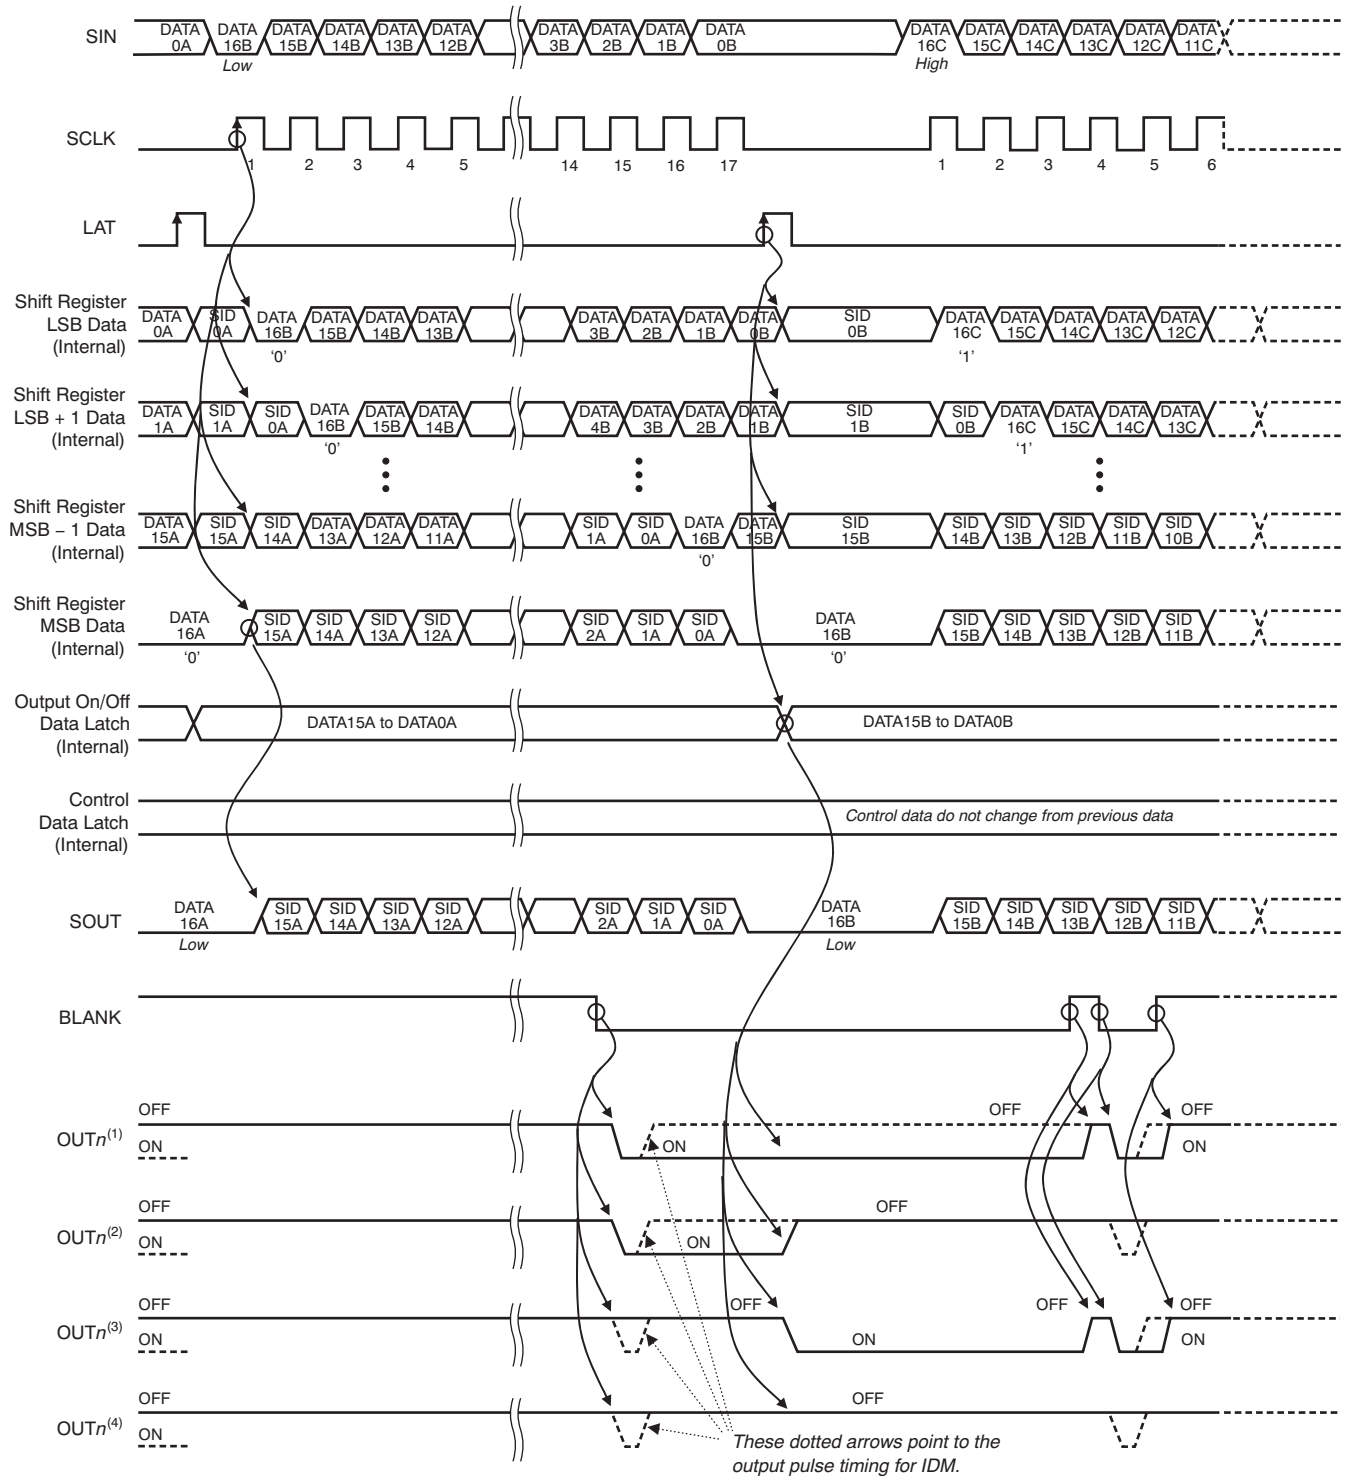 SIN
DATA 0A DATA 16B DATA 15B DATA 14B DATA 13B DATA 12B DATA 3B DATA 2B DATA 1B DATA 0B DATA 16C DATA 15C DATA 14C DATA 13C DATA 12C DATA 11C
Low High
SCLK
1 2 3 4 5 14 15 16 17 1 2 3 4 5 6
LAT
Shift Register
LSB Data
(Internal)
DATA 0A SID 0A DATA 16B DATA 15B DATA 14B DATA 13B DATA 3B DATA 2B DATA 1B DATA 0B SID 0B DATA 16C DATA 15C DATA 14C DATA 13C DATA 12C
'0' '1'
Shift Register
LSB + 1 Data
(Internal)
DATA 1A SID 1A SID 0A DATA 16B DATA 15B DATA 14B DATA 4B DATA 3B DATA 2B DATA 1B SID 1B SID 0B DATA 16C DATA 15C DATA 14C DATA 13C
'0' '1'
Shift Register
MSB − 1 Data
(Internal)
DATA 15A SID 15A SID 14A DATA 13A DATA 12A DATA 11A SID 1A SID 0A DATA 16B DATA 15B SID 15B SID 14B SID 13B SID 12B SID 11B SID 10B
'0'
Shift Register
MSB Data
(Internal)
DATA 16A SID 15A SID 14A SID 13A SID 12A SID 2A SID 1A SID 0A DATA 16B SID 15B SID 14B SID 13B SID 12B SID 11B
'0' '0'
Output On/Off
Data Latch
(Internal)
DATA15A to DATA0A DATA15B to DATA0B
Control
Data Latch
(Internal)
Control data do not change from previous data
SOUT
DATA 16A SID 15A SID 14A SID 13A SID 12A SID 2A SID 1A SID 0A DATA 16B SID 15B SID 14B SID 13B SID 12B SID 11B
Low Low
BLANK
OFF OFF OFF
OUTn(1)
ON ON ON
OFF OFF
OUTn(2)
ON ON
OFF OFF OFF OFF
OUTn(3)
ON ON ON
OFF OFF
OUTn(4)
ON
These dotted arrows point to the
output pulse timing for IDM.